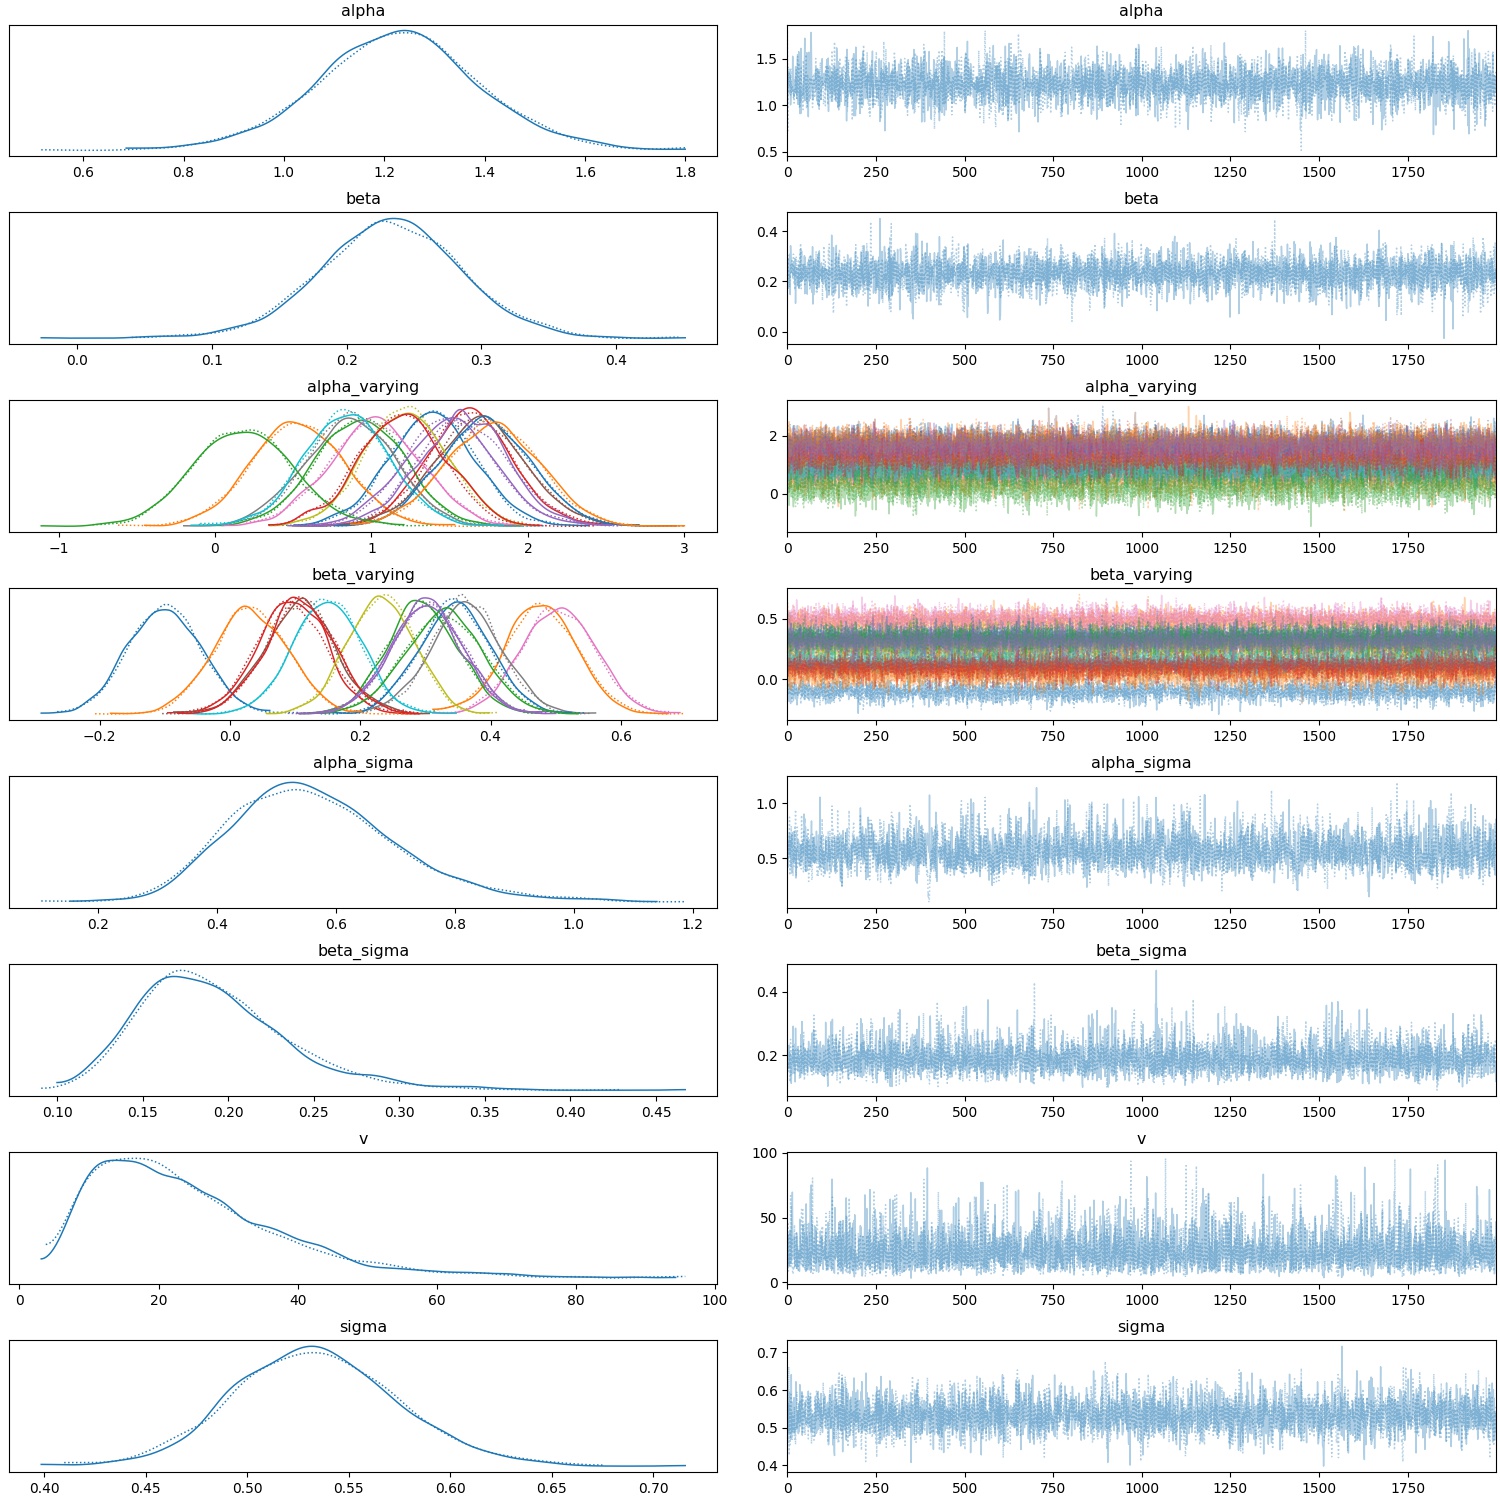 alpha alpha
1.5
1.0
0.5
0.6 0.8 1.0 1.2 1.4 1.6 1.8 0 250 500 750 1000 1250 1500 1750
beta beta
0.4
0.2
0.0
0.0 0.1 0.2 0.3 0.4 0 250 500 750 1000 1250 1500 1750
alpha_varying alpha_varying
2
0
−1 0 1 2 3 0 250 500 750 1000 1250 1500 1750
beta_varying beta_varying
0.5
0.0
−0.2 0.0 0.2 0.4 0.6 0 250 500 750 1000 1250 1500 1750
alpha_sigma alpha_sigma
1.0
0.5
0.2 0.4 0.6 0.8 1.0 1.2 0 250 500 750 1000 1250 1500 1750
beta_sigma beta_sigma
0.4
0.2
0.10 0.15 0.20 0.25 0.30 0.35 0.40 0.45 0 250 500 750 1000 1250 1500 1750
v v
100
50
0
0 20 40 60 80 100 0 250 500 750 1000 1250 1500 1750
sigma sigma
0.7
0.6
0.5
0.4
0.40 0.45 0.50 0.55 0.60 0.65 0.70 0 250 500 750 1000 1250 1500 1750